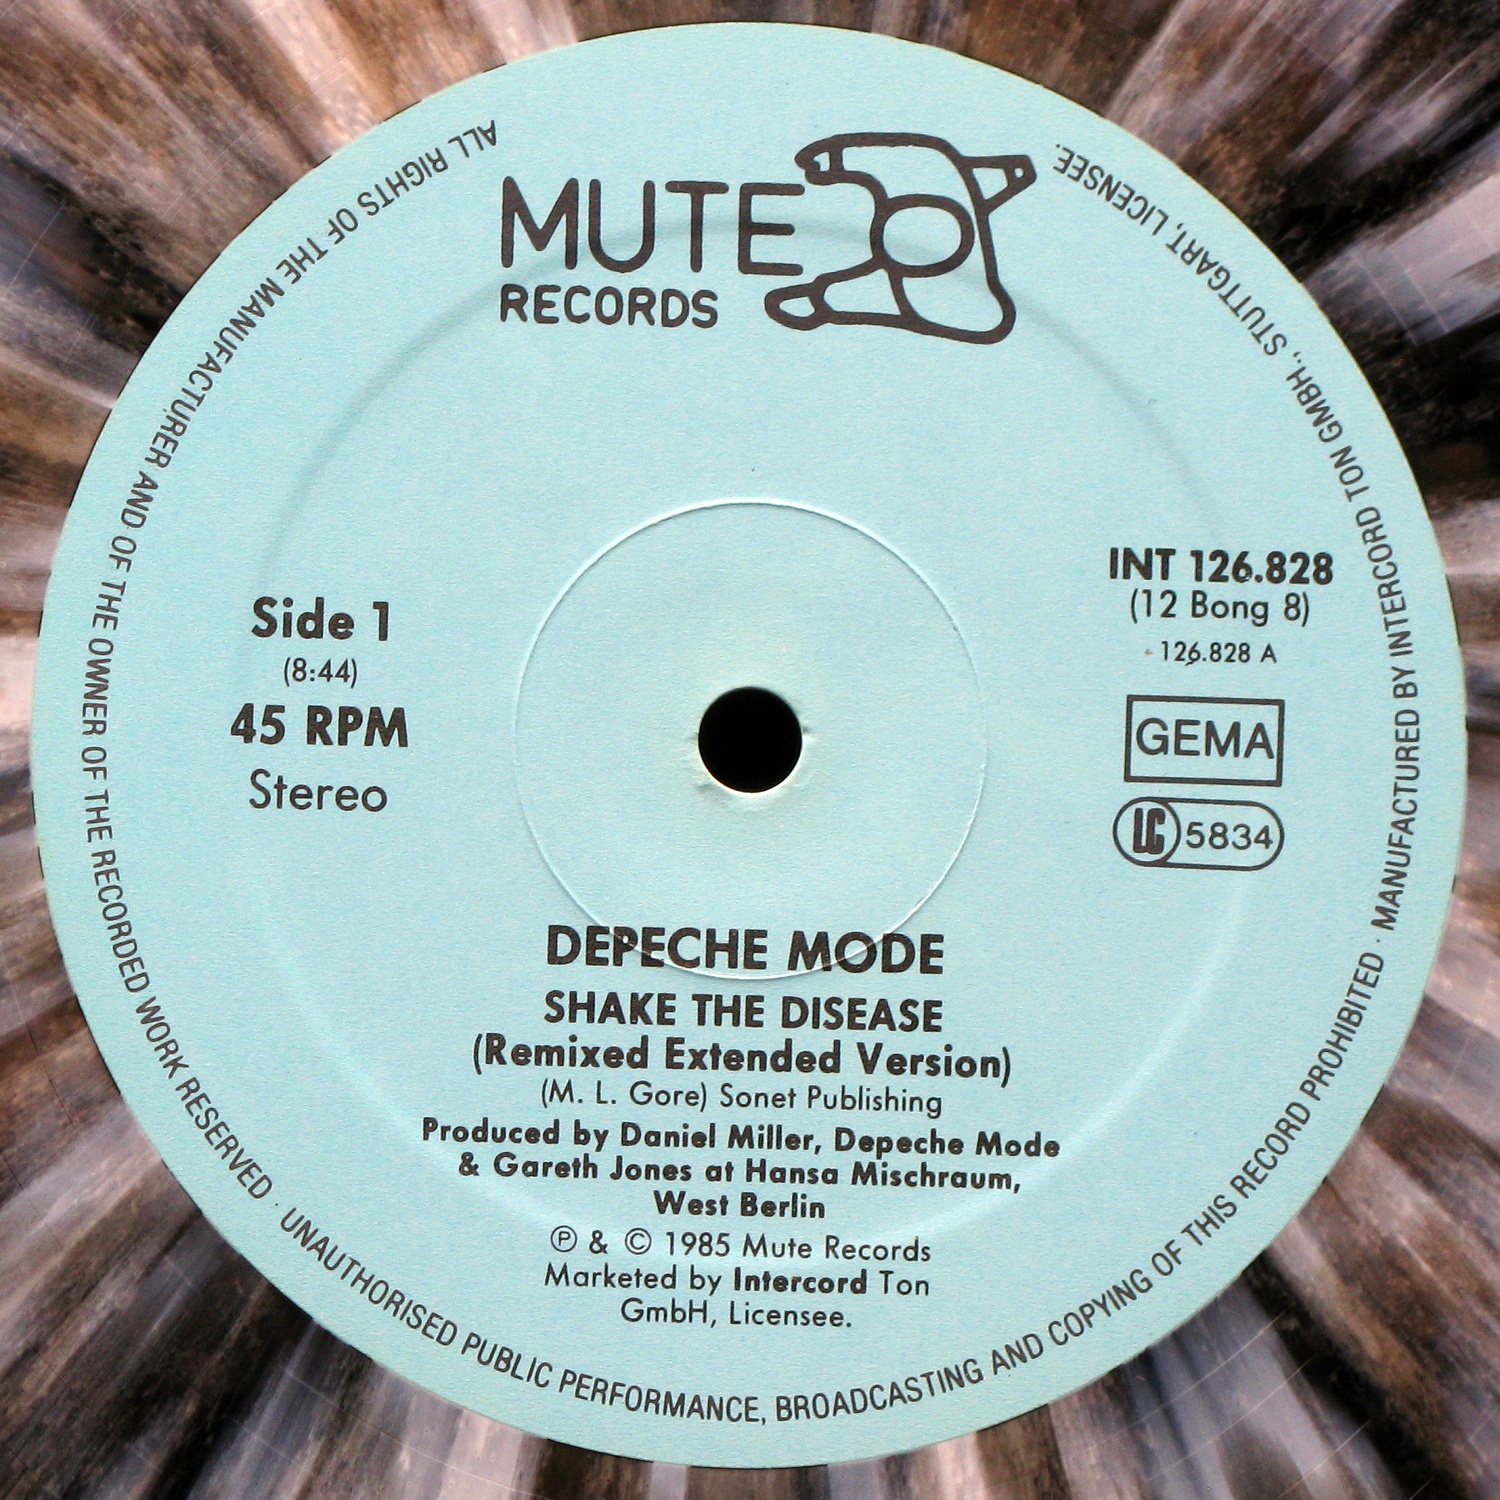 MUTE
RECORDS
Side 1
(8:44)
45 RPM
Stereo
INT 126.828
(12 Bong 8)
126.828 A
GEMA
LC 5834
DEPECHE MODE
SHAKE THE DISEASE
(Remixed Extended Version)
(M. L. Gore) Sonet Publishing
Produced by Daniel Miller, Depeche Mode
& Gareth Jones at Hansa Mischraum,
West Berlin
℗ & © 1985 Mute Records
Marketed by Intercord Ton
GmbH, Licensee.
ALL RIGHTS OF THE MANUFACTURER AND OF THE OWNER OF THE RECORDED WORK RESERVED · UNAUTHORISED PUBLIC PERFORMANCE, BROADCASTING AND COPYING OF THIS RECORD PROHIBITED · MANUFACTURED BY INTERCORD TON GMBH., STUTTGART, LICENSEE.